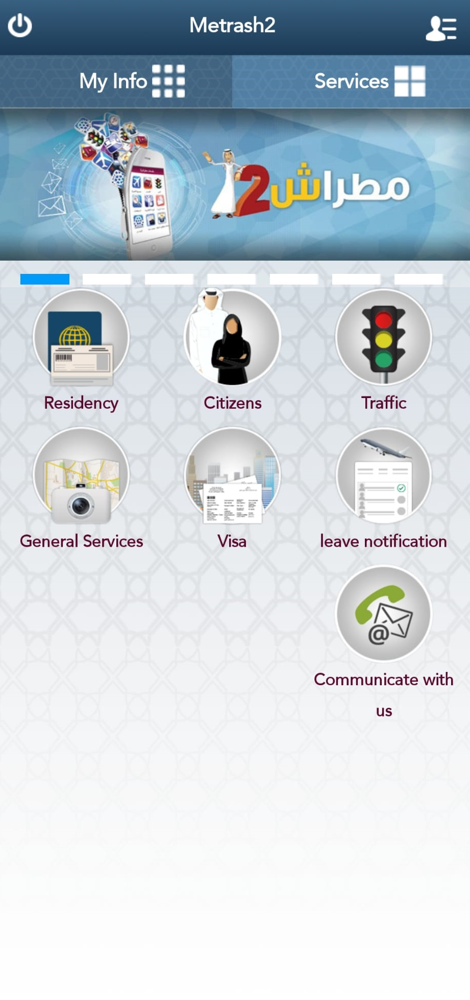 Metrash2
My Info
Services
مطراش2
Residency
Citizens
Traffic
General Services
Visa
leave notification
Communicate with
us